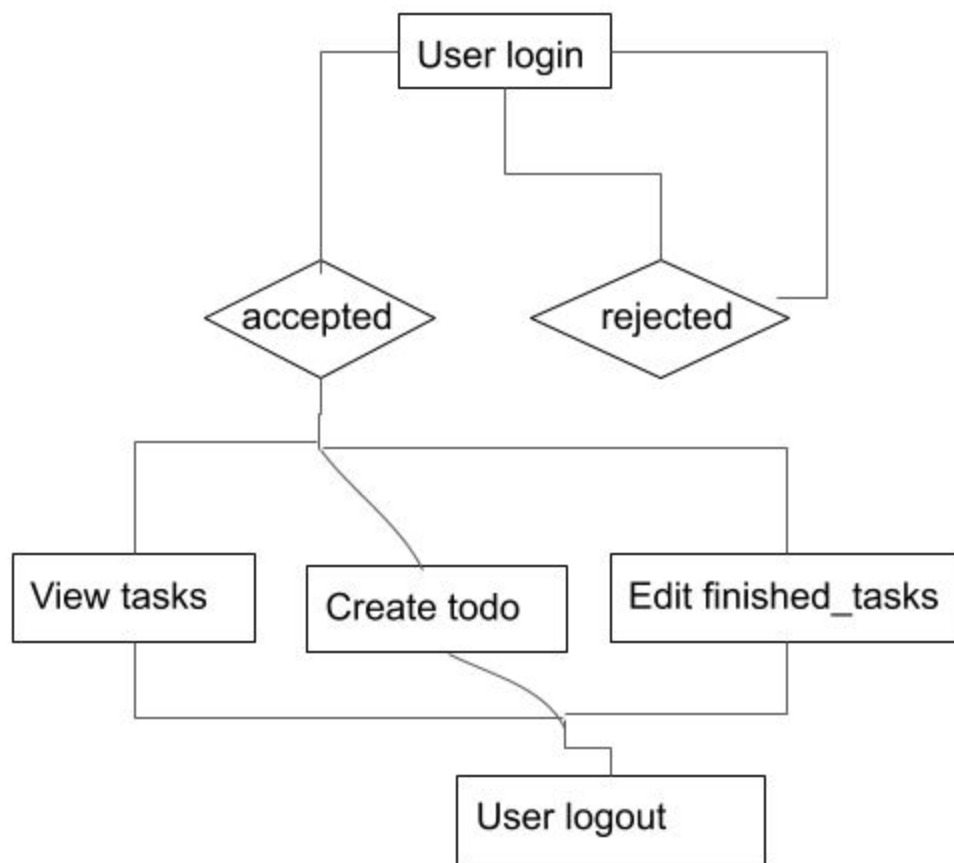 User login
accepted
rejected
View tasks
Create todo
Edit finished_tasks
User logout